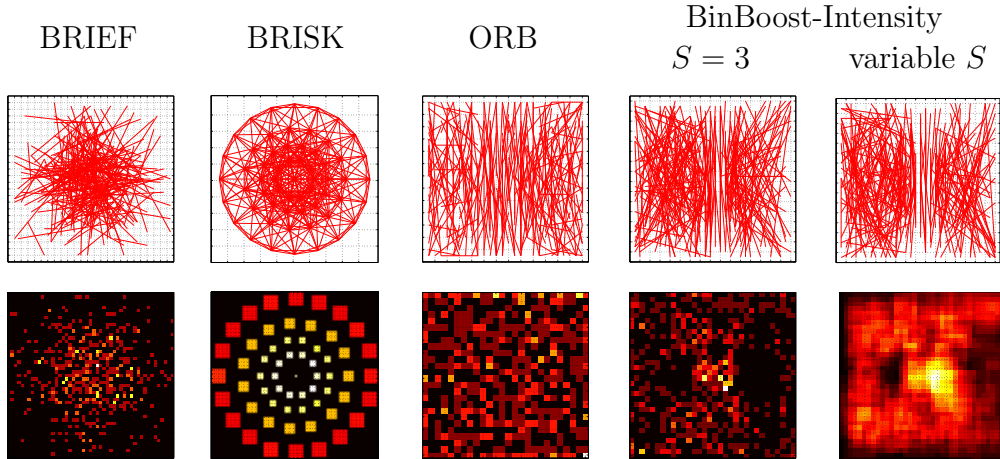 BinBoost-Intensity
BRIEF BRISK ORB
S = 3 variable S